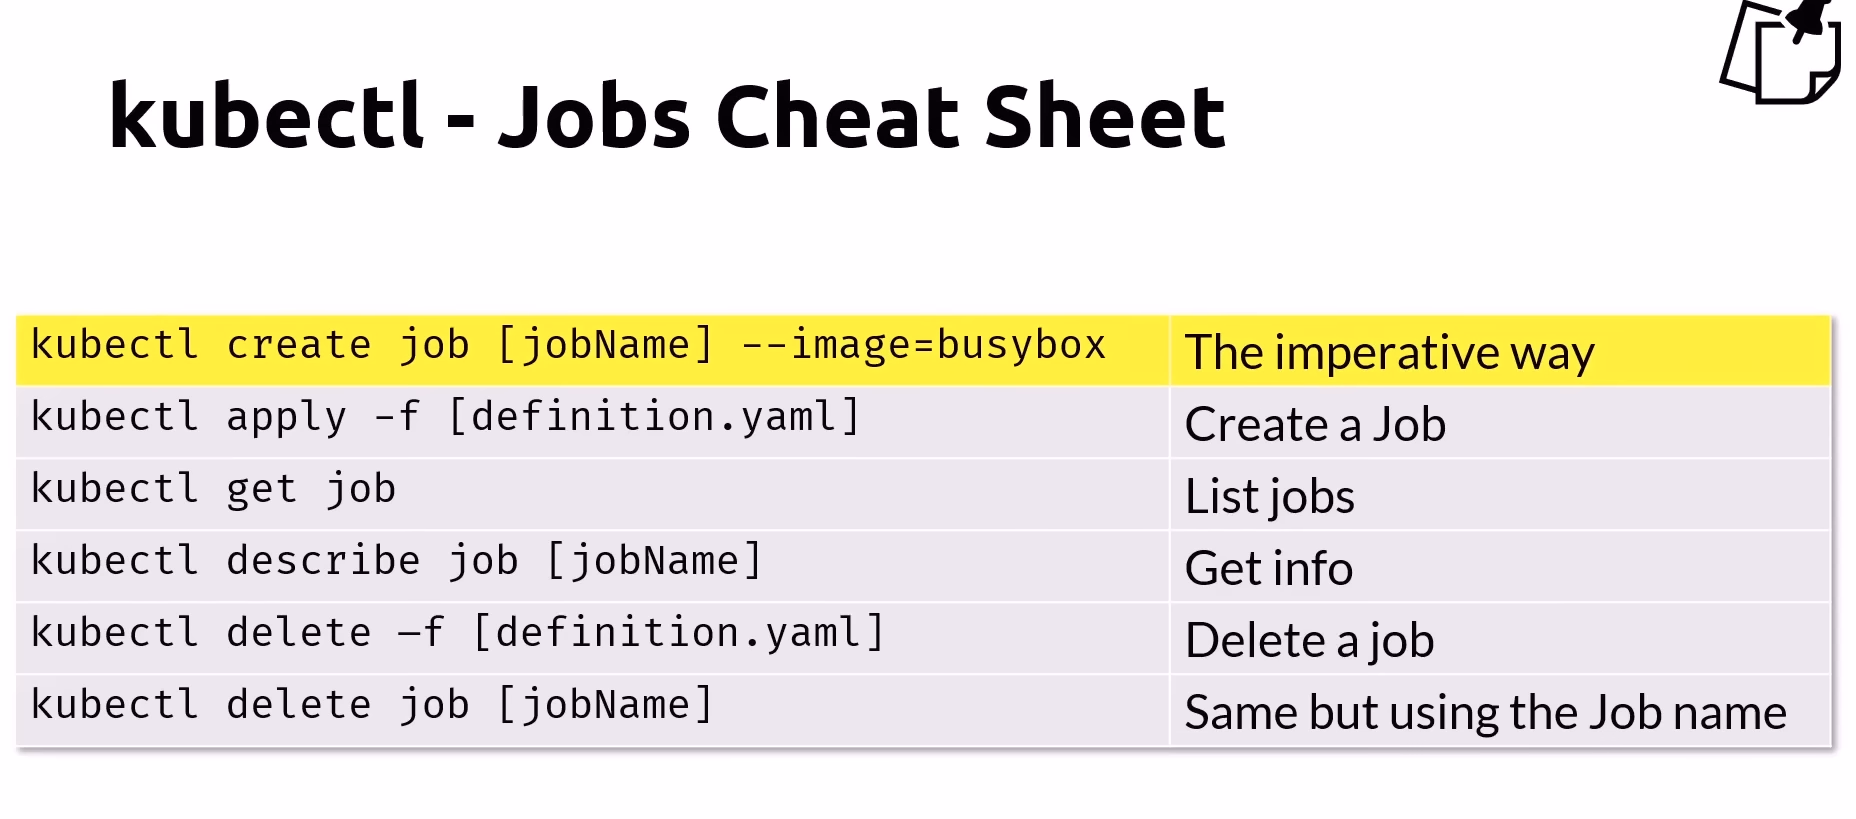 kubectl - Jobs Cheat Sheet
kubectl create job [jobName] --image=busybox The imperative way
kubectl apply -f [definition.yaml] Create a Job
kubectl get job List jobs
kubectl describe job [jobName] Get info
kubectl delete –f [definition.yaml] Delete a job
kubectl delete job [jobName] Same but using the Job name